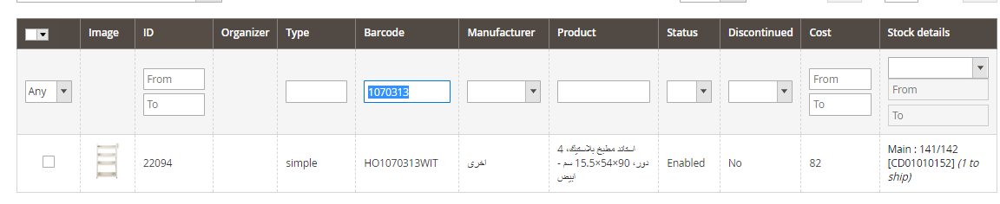 Image ID Organizer Type Barcode Manufacturer Product Status Discontinued Cost Stock details
Any From To 1070313 From To From To
22094 simple HO1070313WIT اخرى
استاند مطبخ بلاستيك، 4
دور، 90×54×15.5 سم -
ابيض
Enabled No 82
Main : 141/142
[CD01010152] (1 to
ship)